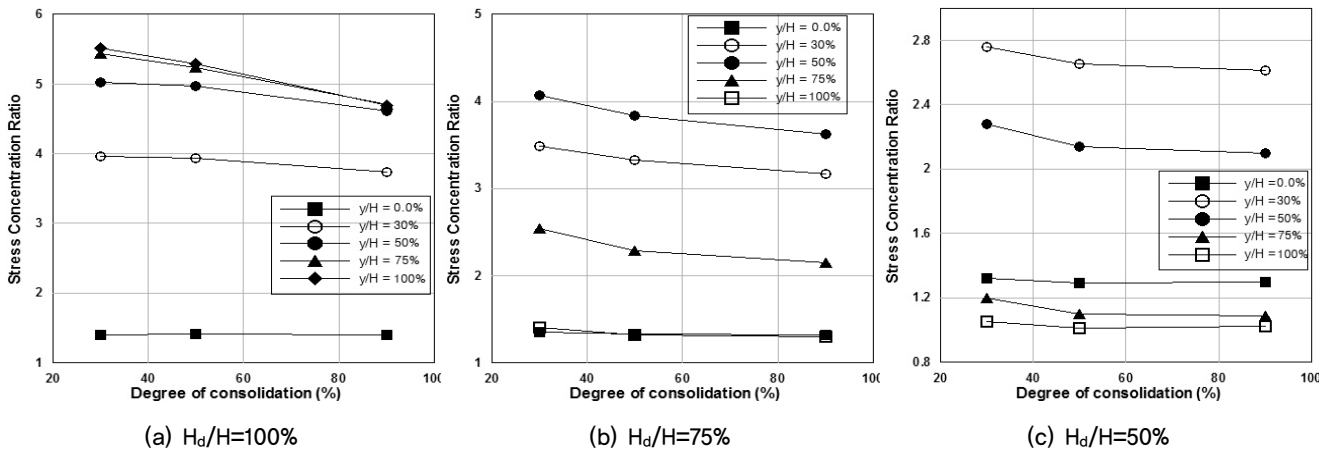 6
5
4
3
2
1
Stress Concentration Ratio
y/H = 0.0%
y/H = 30%
y/H = 50%
y/H = 75%
y/H = 100%
20
40
60
80
100
Degree of consolidation (%)
(a) Hd/H=100%
5
4
3
2
1
Stress Concentration Ratio
y/H = 0.0%
y/H = 30%
y/H = 50%
y/H = 75%
y/H =100%
20
40
60
80
100
Degree of consolidation (%)
(b) Hd/H=75%
2.8
2.4
2
1.6
1.2
0.8
Stress Concentration Ratio
y/H =0.0%
y/H = 30%
y/H =50%
y/H = 75%
y/H =100%
20
40
60
80
100
Degree of consolidation (%)
(c) Hd/H=50%